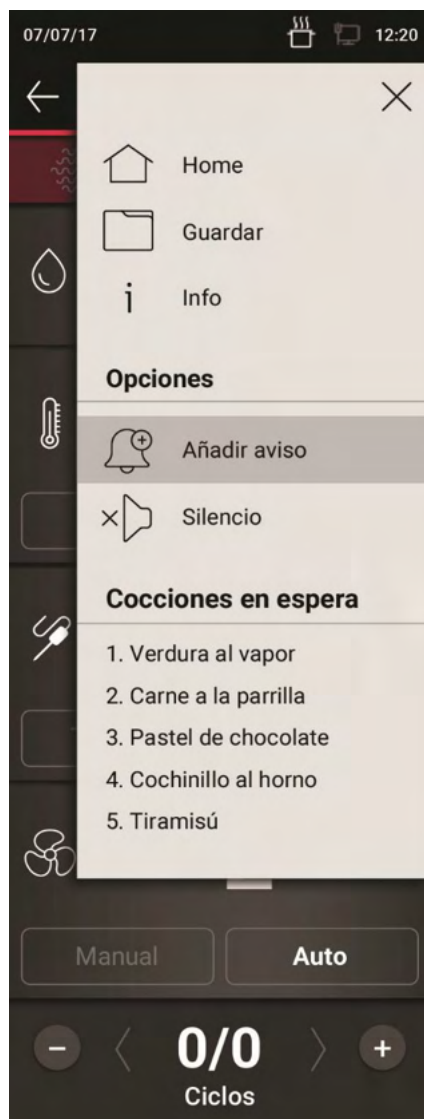 07/07/17 12:20
Home
Guardar
i Info
Opciones
Añadir aviso
Silencio
Cocciones en espera
1. Verdura al vapor
2. Carne a la parrilla
3. Pastel de chocolate
4. Cochinillo al horno
5. Tiramisú
Manual Auto
0/0
Ciclos